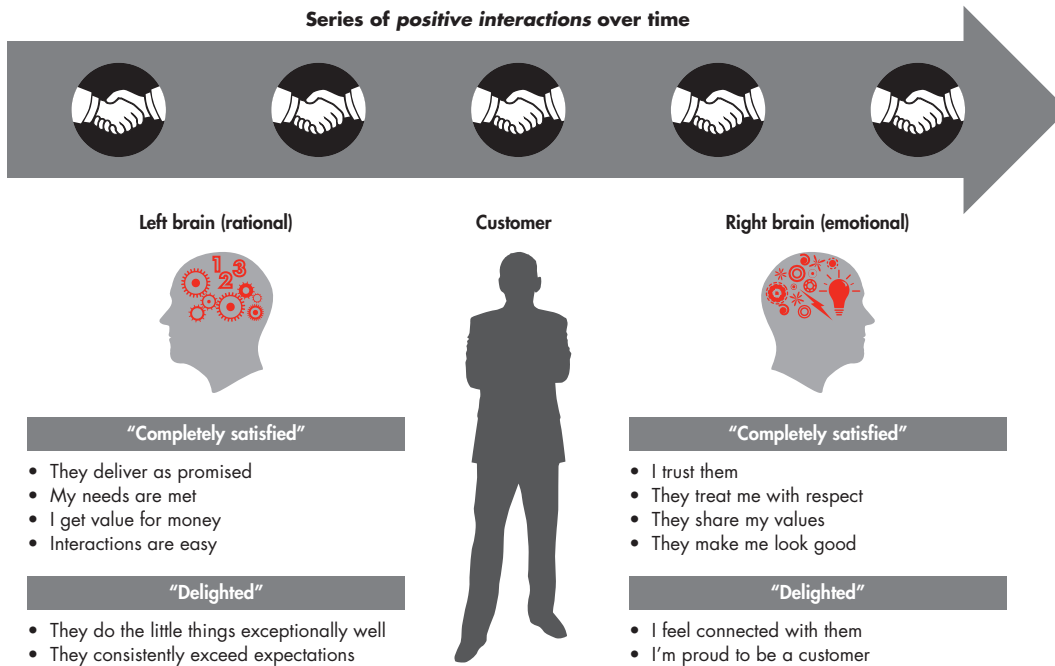 Series of positive interactions over time
Left brain (rational)
1 2 3
“Completely satisfied”
• They deliver as promised
• My needs are met
• I get value for money
• Interactions are easy
“Delighted”
• They do the little things exceptionally well
• They consistently exceed expectations
Customer
Right brain (emotional)
“Completely satisfied”
• I trust them
• They treat me with respect
• They share my values
• They make me look good
“Delighted”
• I feel connected with them
• I’m proud to be a customer